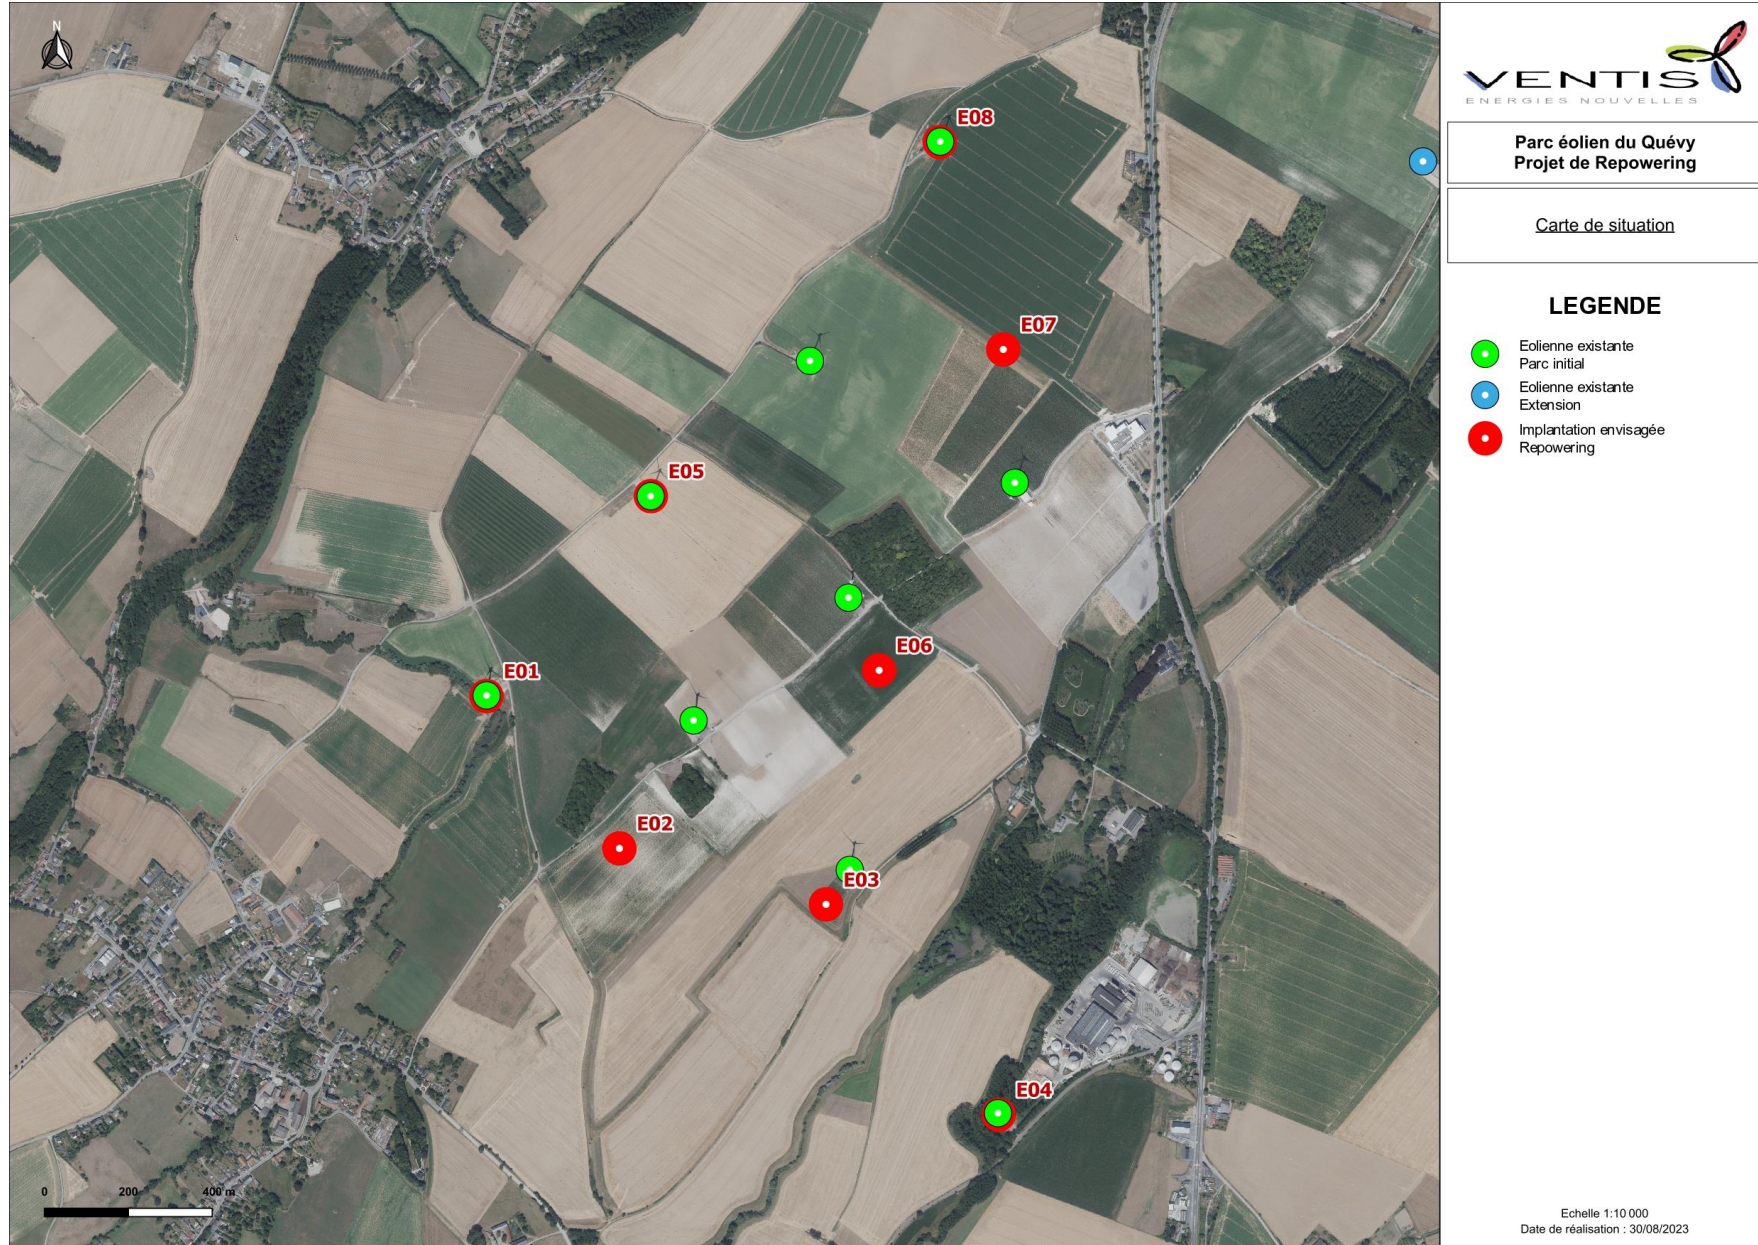 N
VENTIS
ENERGIES NOUVELLES
Parc éolien du Quévy
Projet de Repowering
Carte de situation
LEGENDE
Eolienne existante
Parc initial
Eolienne existante
Extension
Implantation envisagée
Repowering
E08
E07
E05
E06
E01
E02
E03
E04
0 200 400 m
Echelle 1:10 000
Date de réalisation : 30/08/2023